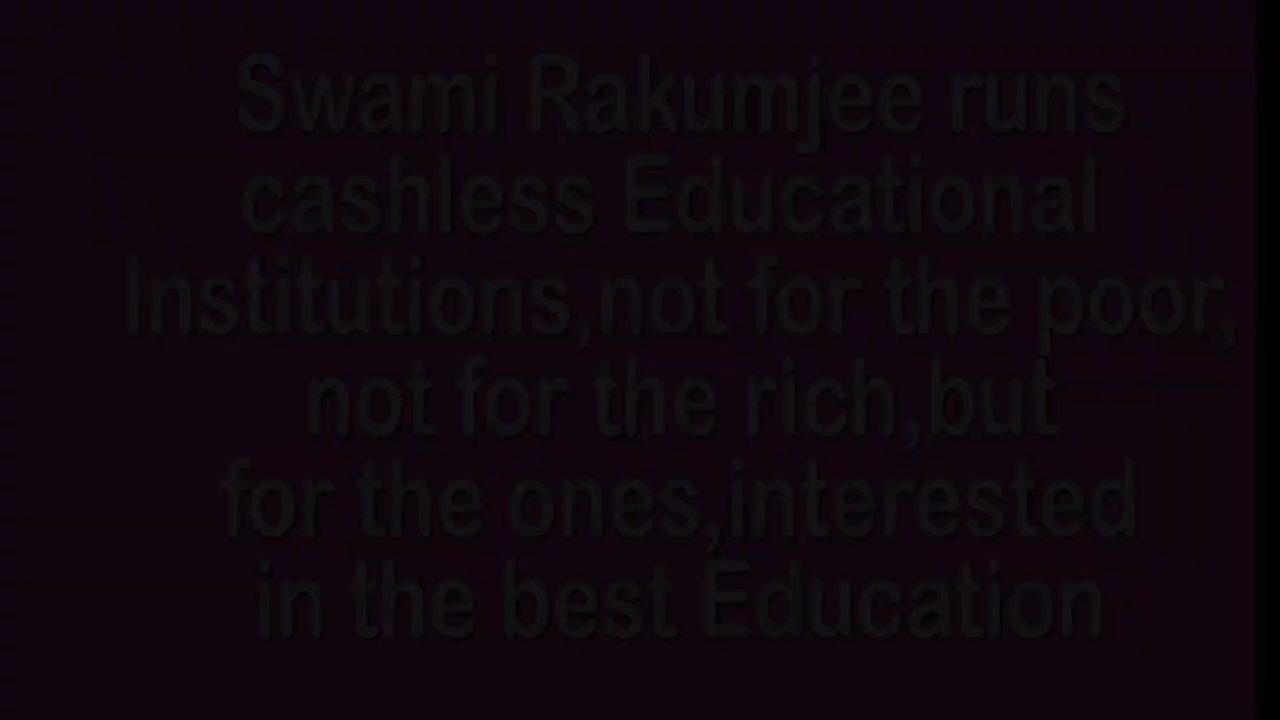 Swami Rakumjee runs
cashless Educational
Institutions,not for the poor,
not for the rich,but
for the ones,interested
in the best Education